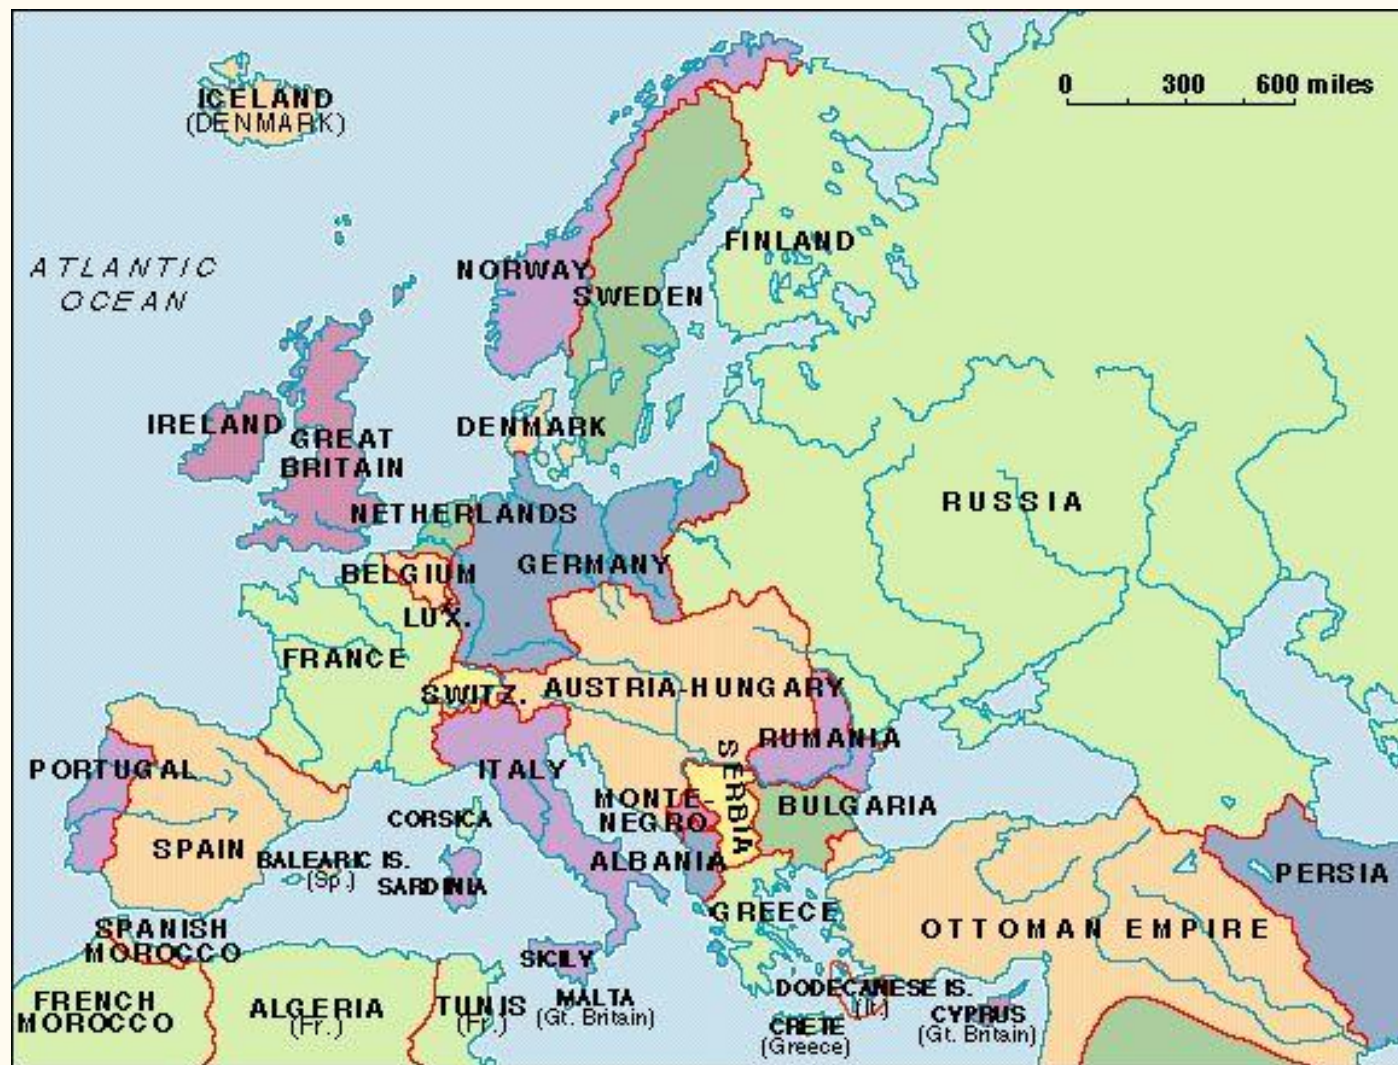 0 300 600 miles
ICELAND
(DENMARK)
ATLANTIC
OCEAN
NORWAY
SWEDEN
FINLAND
IRELAND
GREAT
BRITAIN
DENMARK
NETHERLANDS
GERMANY
RUSSIA
BELGIUM
LUX.
FRANCE
SWITZ.
AUSTRIA-HUNGARY
RUMANIA
PORTUGAL
ITALY
SERBIA
MONTE-
NEGRO
BULGARIA
CORSICA
SPAIN
BALEARIC IS.
(Sp.)
SARDINIA
ALBANIA
PERSIA
GREECE
OTTOMAN EMPIRE
SPANISH
MOROCCO
SICILY
FRENCH
MOROCCO
ALGERIA
(Fr.)
TUNIS
(Fr.)
MALTA
(Gt. Britain)
DODECANESE IS.
(It.)
CRETE
(Greece)
CYPRUS
(Gt. Britain)